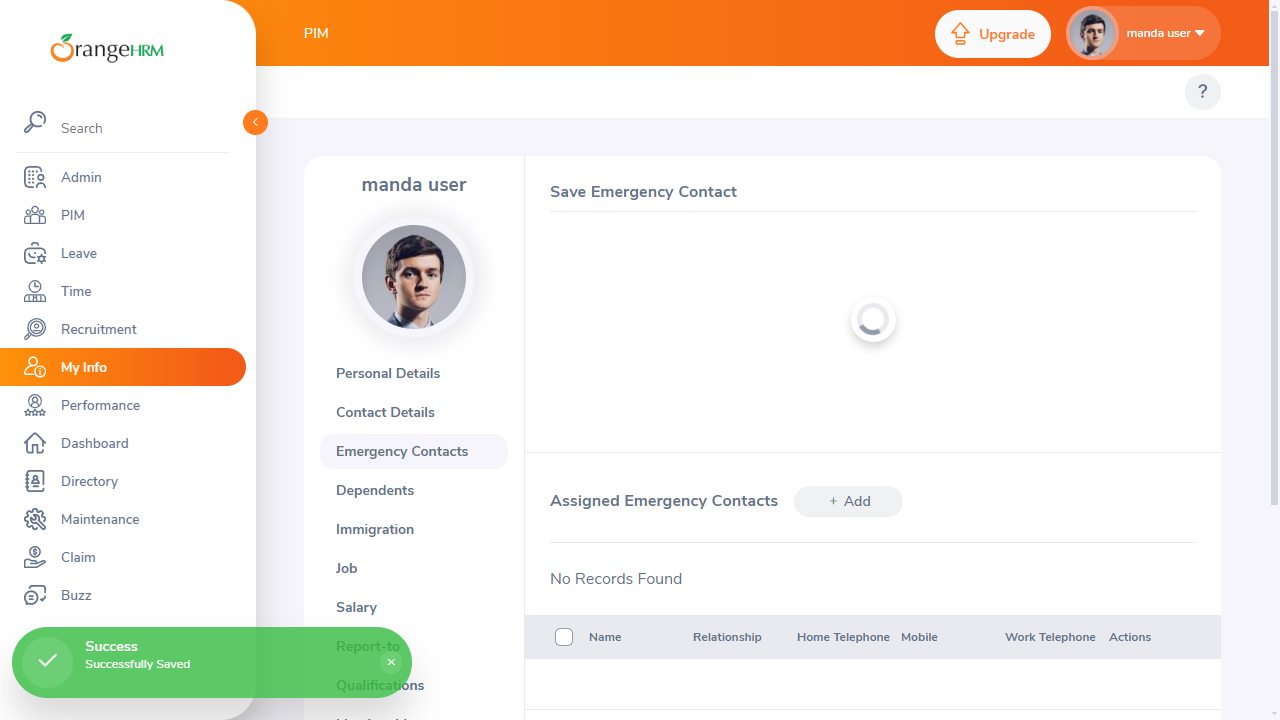 OrangeHRM
Search
Admin
PIM
Leave
Time
Recruitment
My Info
Performance
Dashboard
Directory
Maintenance
Claim
Buzz
PIM
Upgrade
manda user
?
manda user
Personal Details
Contact Details
Emergency Contacts
Dependents
Immigration
Job
Salary
Report-to
Qualifications
Save Emergency Contact
Assigned Emergency Contacts
+ Add
No Records Found
Name Relationship Home Telephone Mobile Work Telephone Actions
Success
Successfully Saved
×